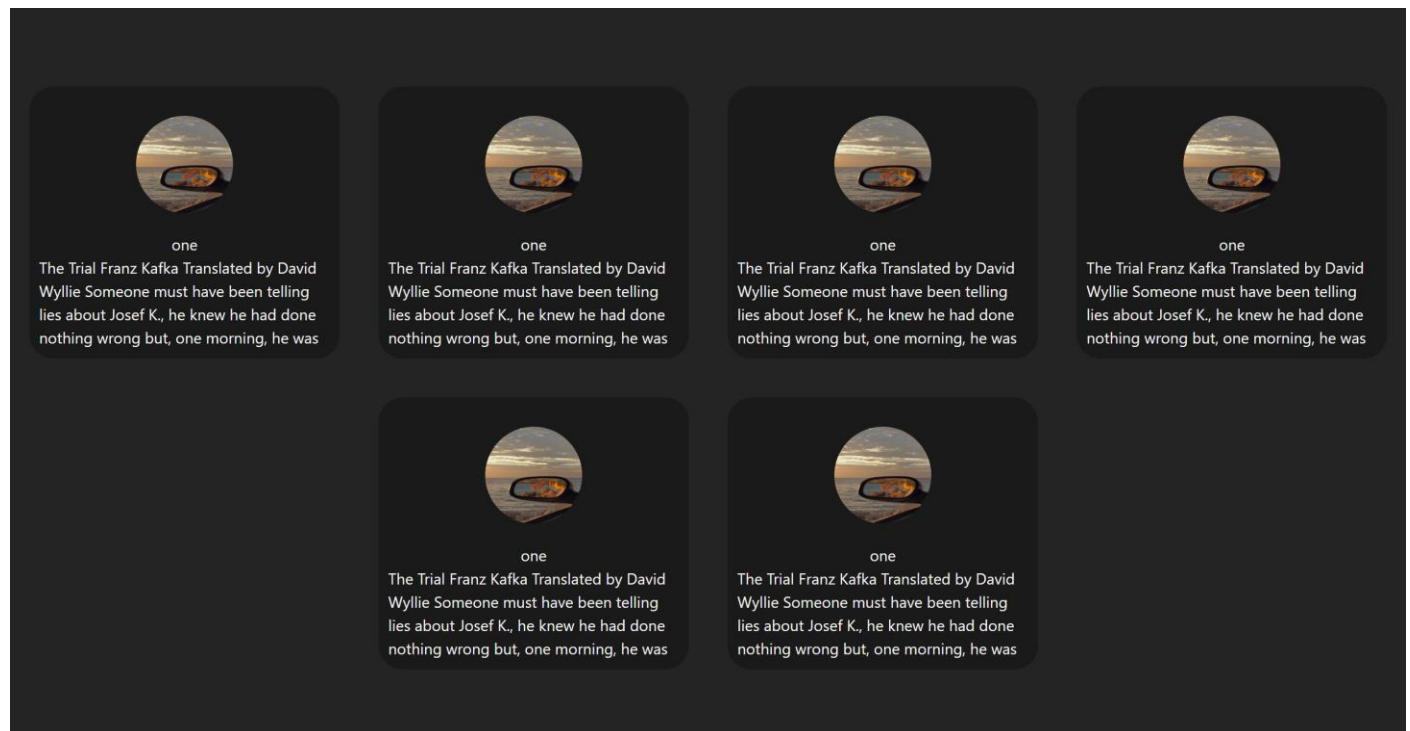 one
The Trial Franz Kafka Translated by David
Wyllie Someone must have been telling
lies about Josef K., he knew he had done
nothing wrong but, one morning, he was
one
The Trial Franz Kafka Translated by David
Wyllie Someone must have been telling
lies about Josef K., he knew he had done
nothing wrong but, one morning, he was
one
The Trial Franz Kafka Translated by David
Wyllie Someone must have been telling
lies about Josef K., he knew he had done
nothing wrong but, one morning, he was
one
The Trial Franz Kafka Translated by David
Wyllie Someone must have been telling
lies about Josef K., he knew he had done
nothing wrong but, one morning, he was
one
The Trial Franz Kafka Translated by David
Wyllie Someone must have been telling
lies about Josef K., he knew he had done
nothing wrong but, one morning, he was
one
The Trial Franz Kafka Translated by David
Wyllie Someone must have been telling
lies about Josef K., he knew he had done
nothing wrong but, one morning, he was